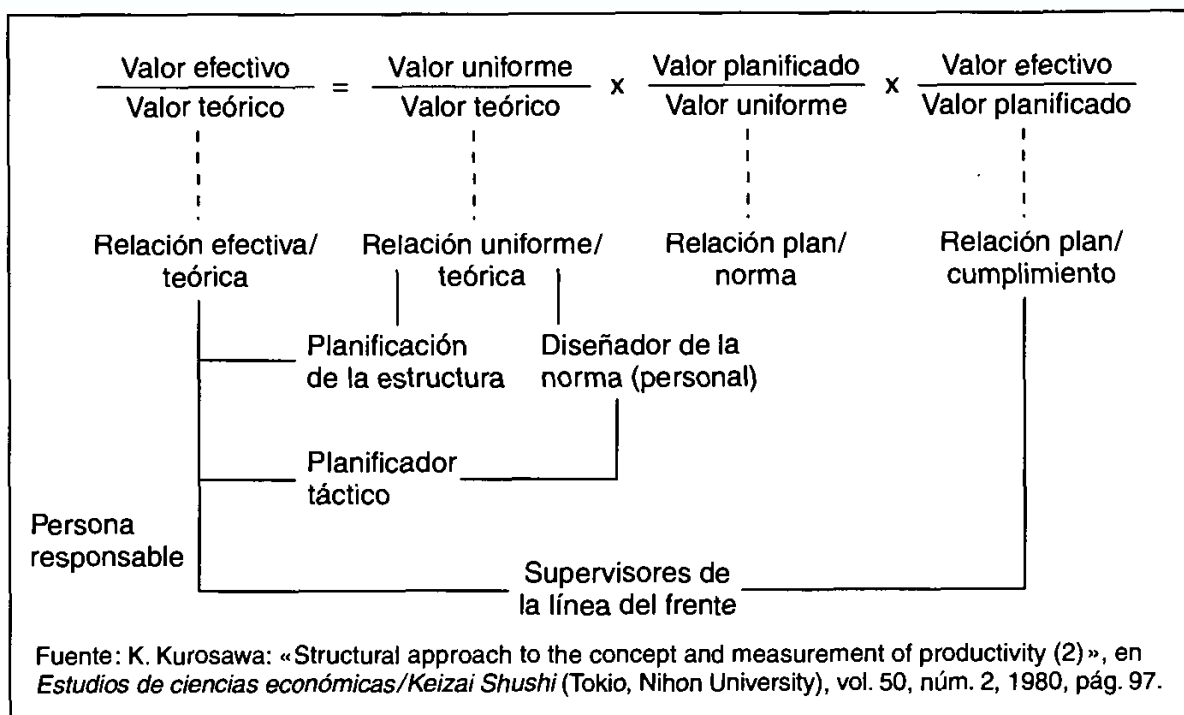 Valor efectivo / Valor teórico = Valor uniforme / Valor teórico x Valor planificado / Valor uniforme x Valor efectivo / Valor planificado
Relación efectiva/ teórica
Relación uniforme/ teórica
Relación plan/ norma
Relación plan/ cumplimiento
Planificación
de la estructura
Diseñador de la
norma (personal)
Planificador
táctico
Persona
responsable
Supervisores de
la línea del frente
Fuente: K. Kurosawa: «Structural approach to the concept and measurement of productivity (2)», en
Estudios de ciencias económicas/Keizai Shushi (Tokio, Nihon University), vol. 50, núm. 2, 1980, pág. 97.